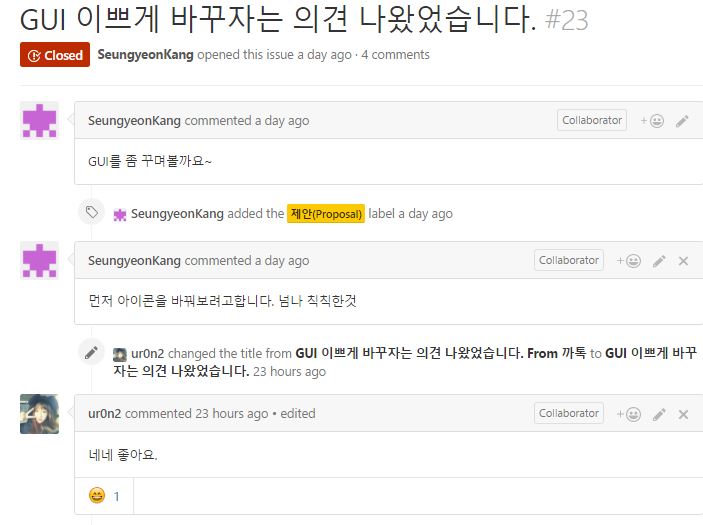 GUI 이쁘게 바꾸자는 의견 나왔었습니다. #23
Closed SeungyeonKang opened this issue a day ago · 4 comments
SeungyeonKang commented a day ago Collaborator
GUI를 좀 꾸며볼까요~
SeungyeonKang added the 제안(Proposal) label a day ago
SeungyeonKang commented a day ago Collaborator
먼저 아이콘을 바꿔보려고합니다. 넘나 칙칙한것
ur0n2 changed the title from GUI 이쁘게 바꾸자는 의견 나왔었습니다. From 까톡 to GUI 이쁘게 바꾸
자는 의견 나왔었습니다. 23 hours ago
ur0n2 commented 23 hours ago • edited Collaborator
네네 좋아요.
1